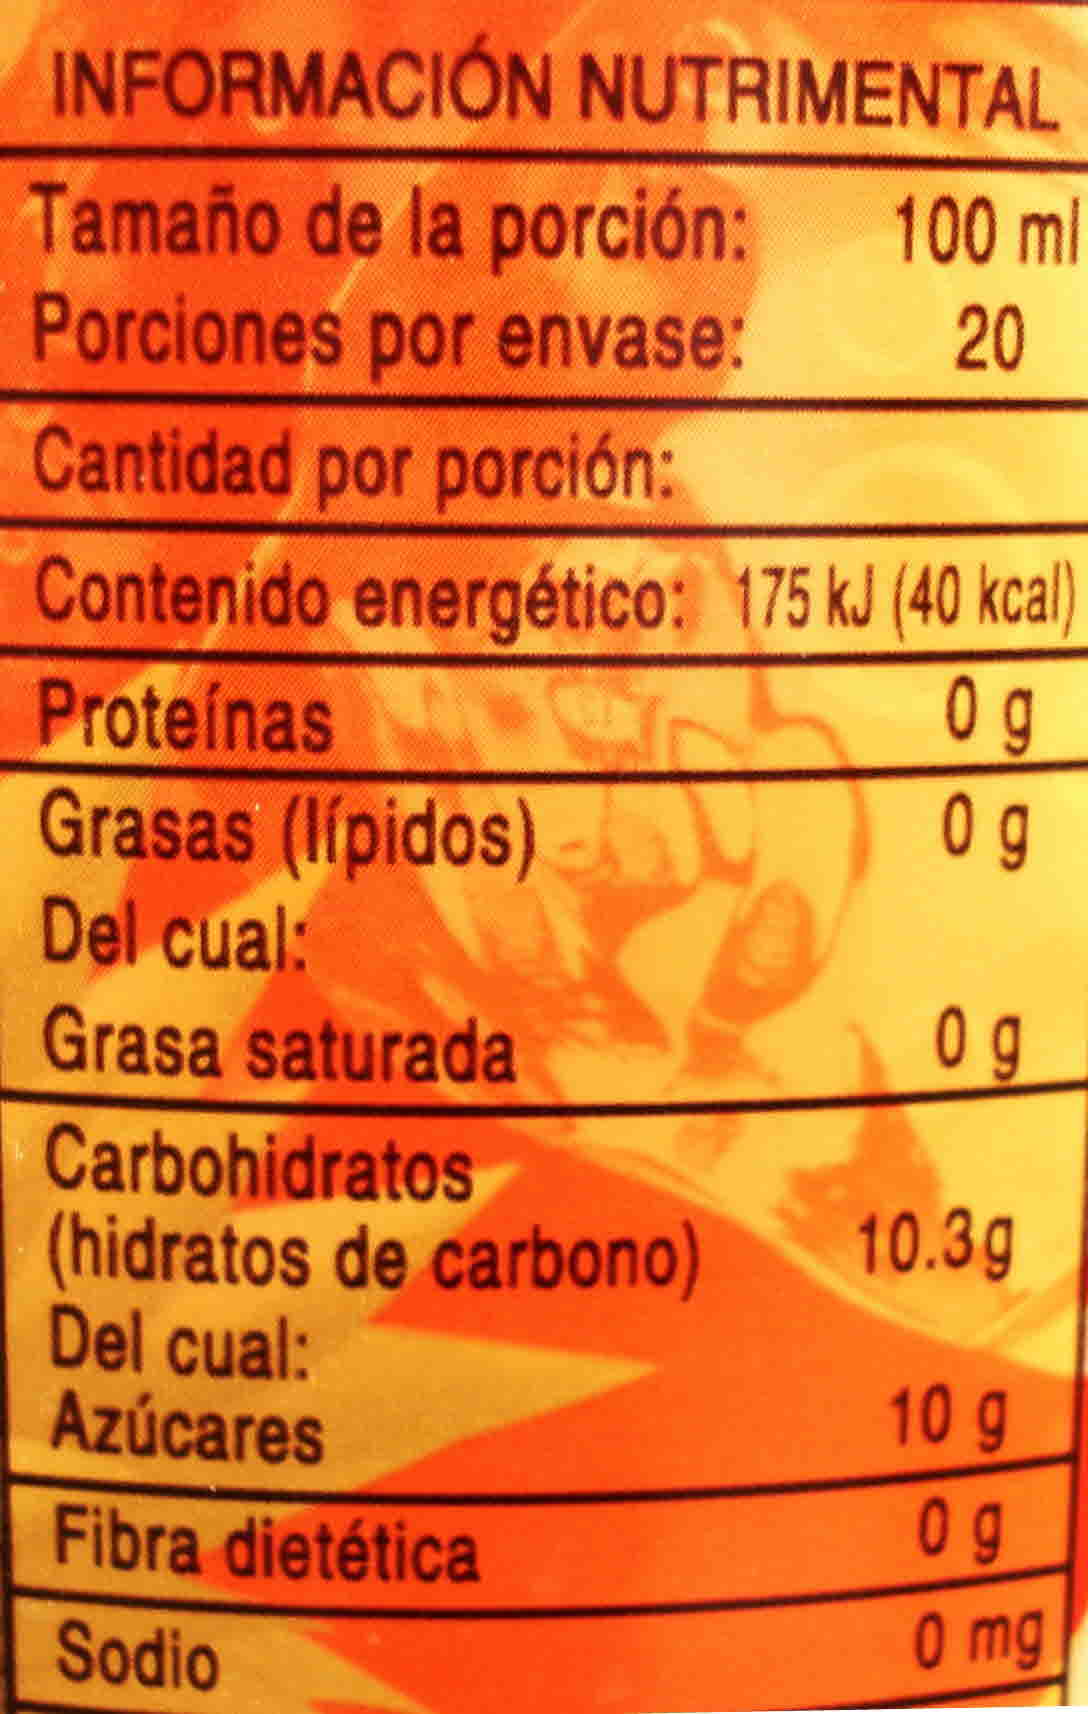 INFORMACIÓN NUTRIMENTAL
Tamaño de la porción: 100 ml
Porciones por envase: 20
Cantidad por porción:
Contenido energético: 175 kJ (40 kcal)
Proteínas 0 g
Grasas (lípidos) 0 g
Del cual:
Grasa saturada 0 g
Carbohidratos
(hidratos de carbono) 10.3g
Del cual:
Azúcares 10 g
Fibra dietética 0 g
Sodio 0 mg